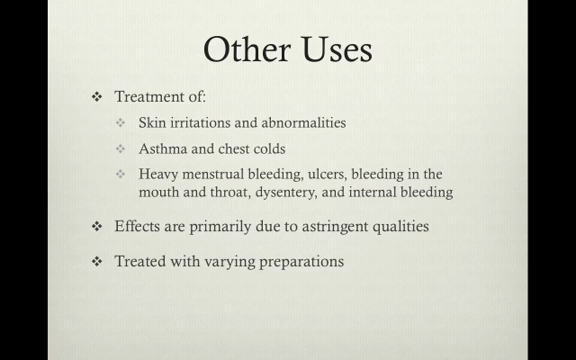 Other Uses
Treatment of:
Skin irritations and abnormalities
Asthma and chest colds
Heavy menstrual bleeding, ulcers, bleeding in the
mouth and throat, dysentery, and internal bleeding
Effects are primarily due to astringent qualities
Treated with varying preparations